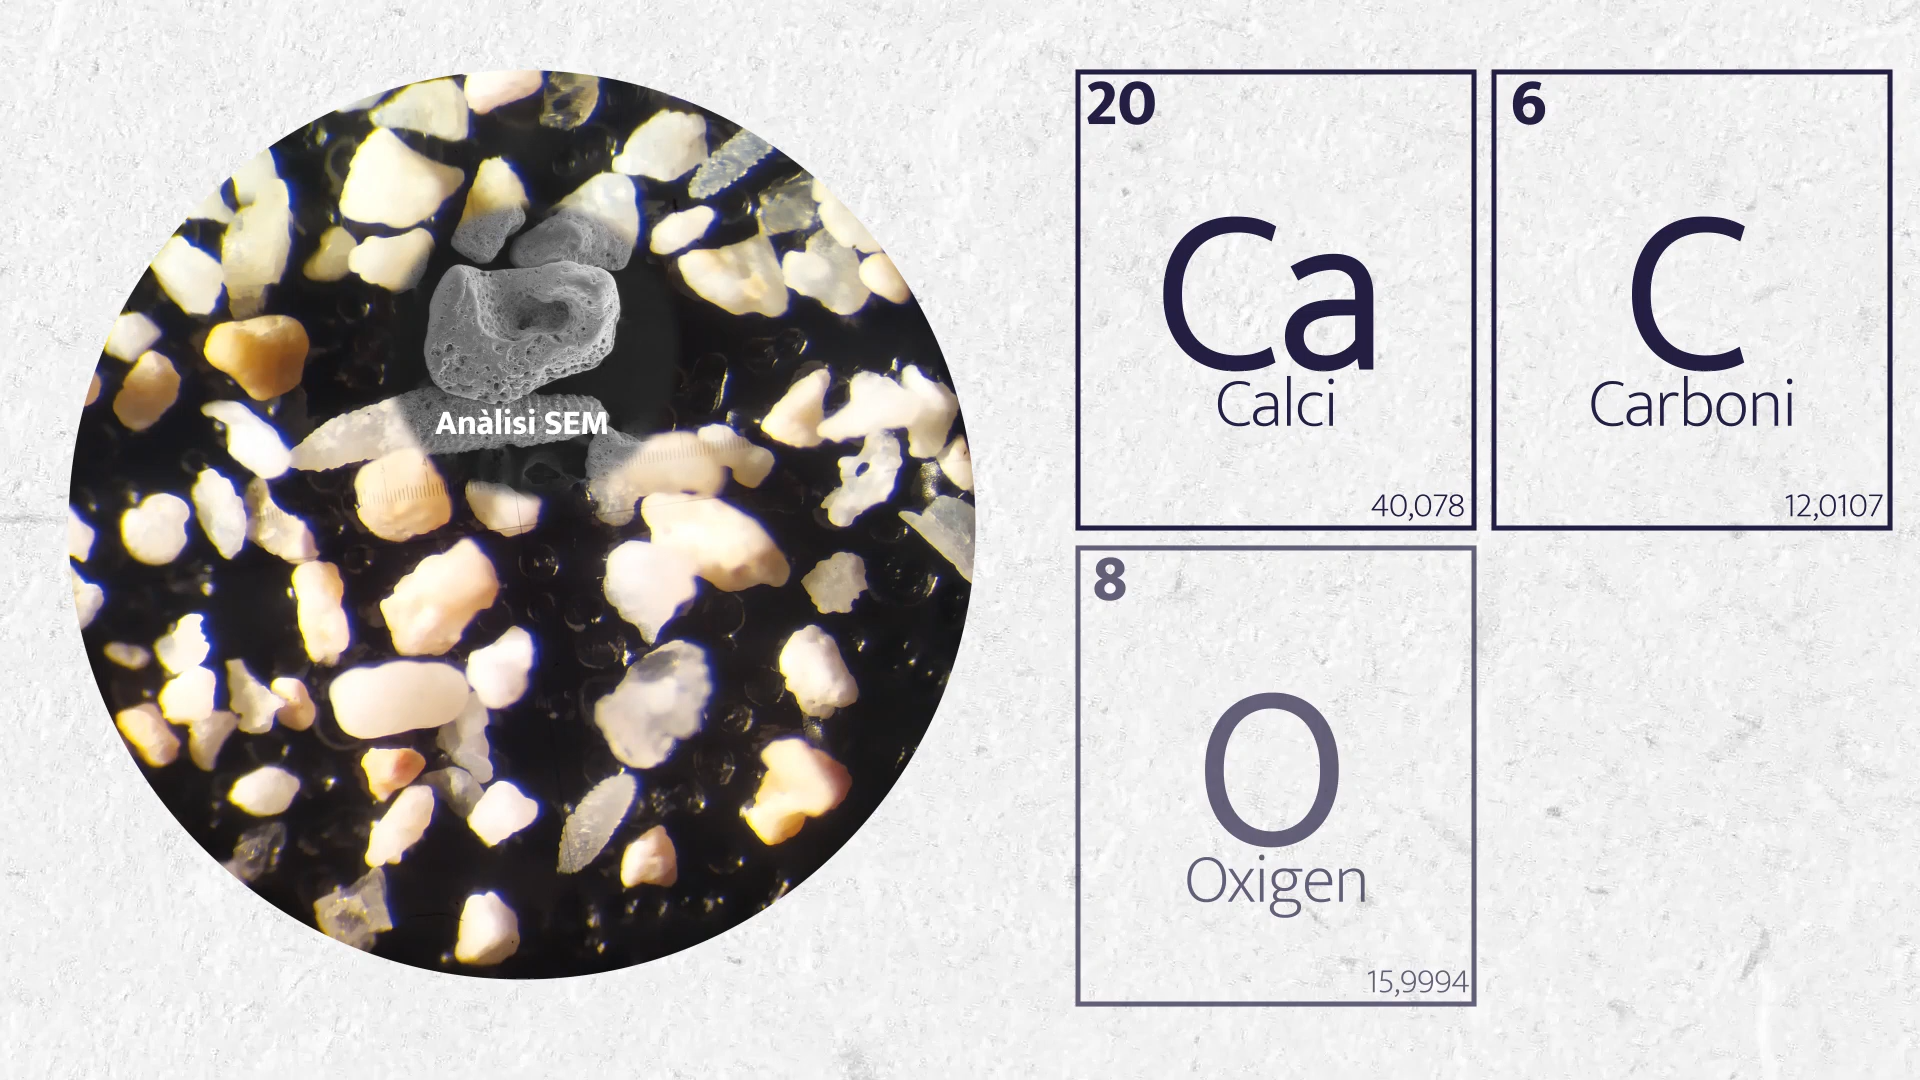 Anàlisi SEM
20
Ca
Calci
40,078
6
C
Carboni
12,0107
8
O
Oxigen
15,9994